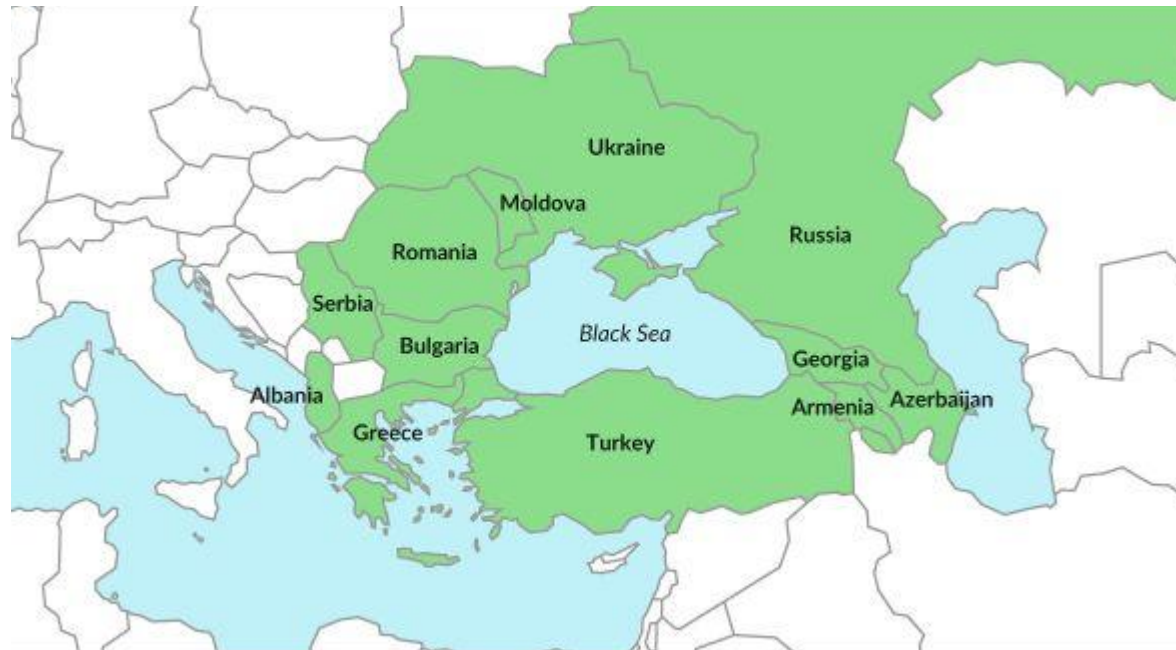 Ukraine
Moldova
Russia
Romania
Serbia
Black Sea
Bulgaria
Georgia
Albania
Armenia
Azerbaijan
Greece
Turkey